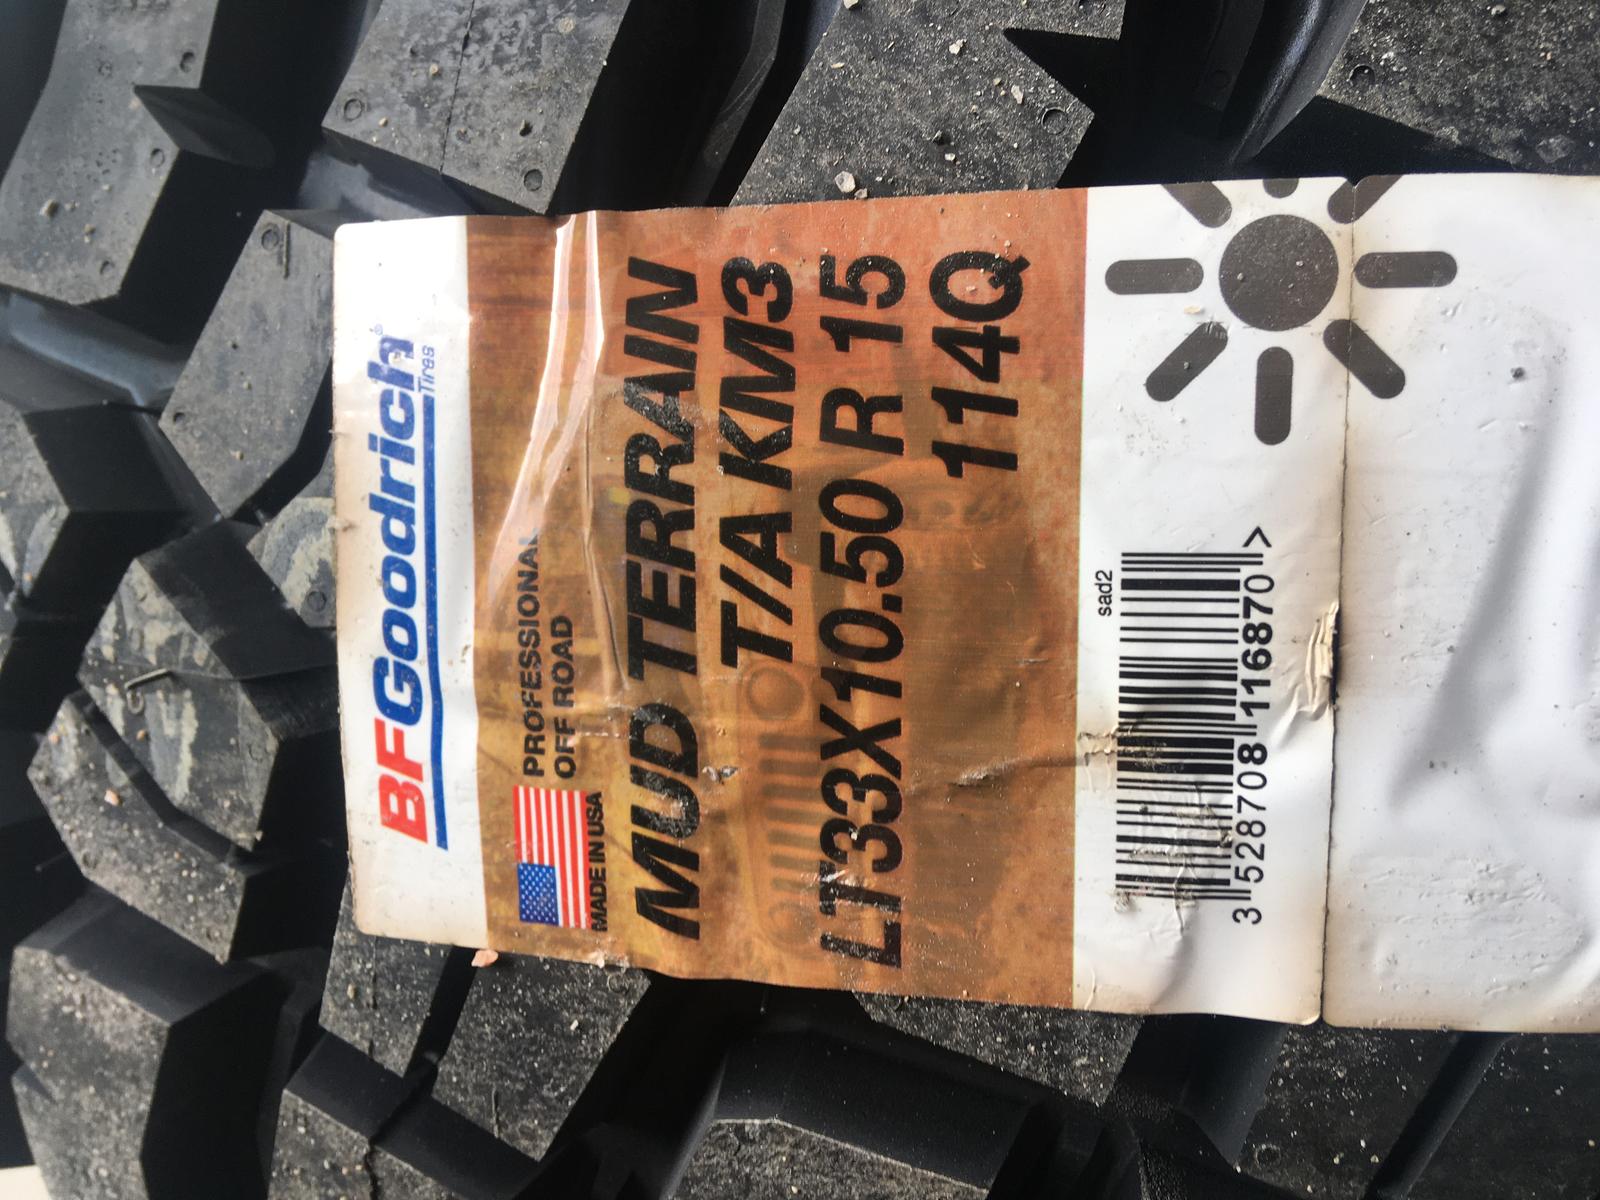 BFGoodrich®
Tires
PROFESSIONAL
OFF ROAD
MADE IN USA
MUD TERRAIN
T/A KM3
LT33X10.50 R 15
114Q
sad2
3 528708 116870 >